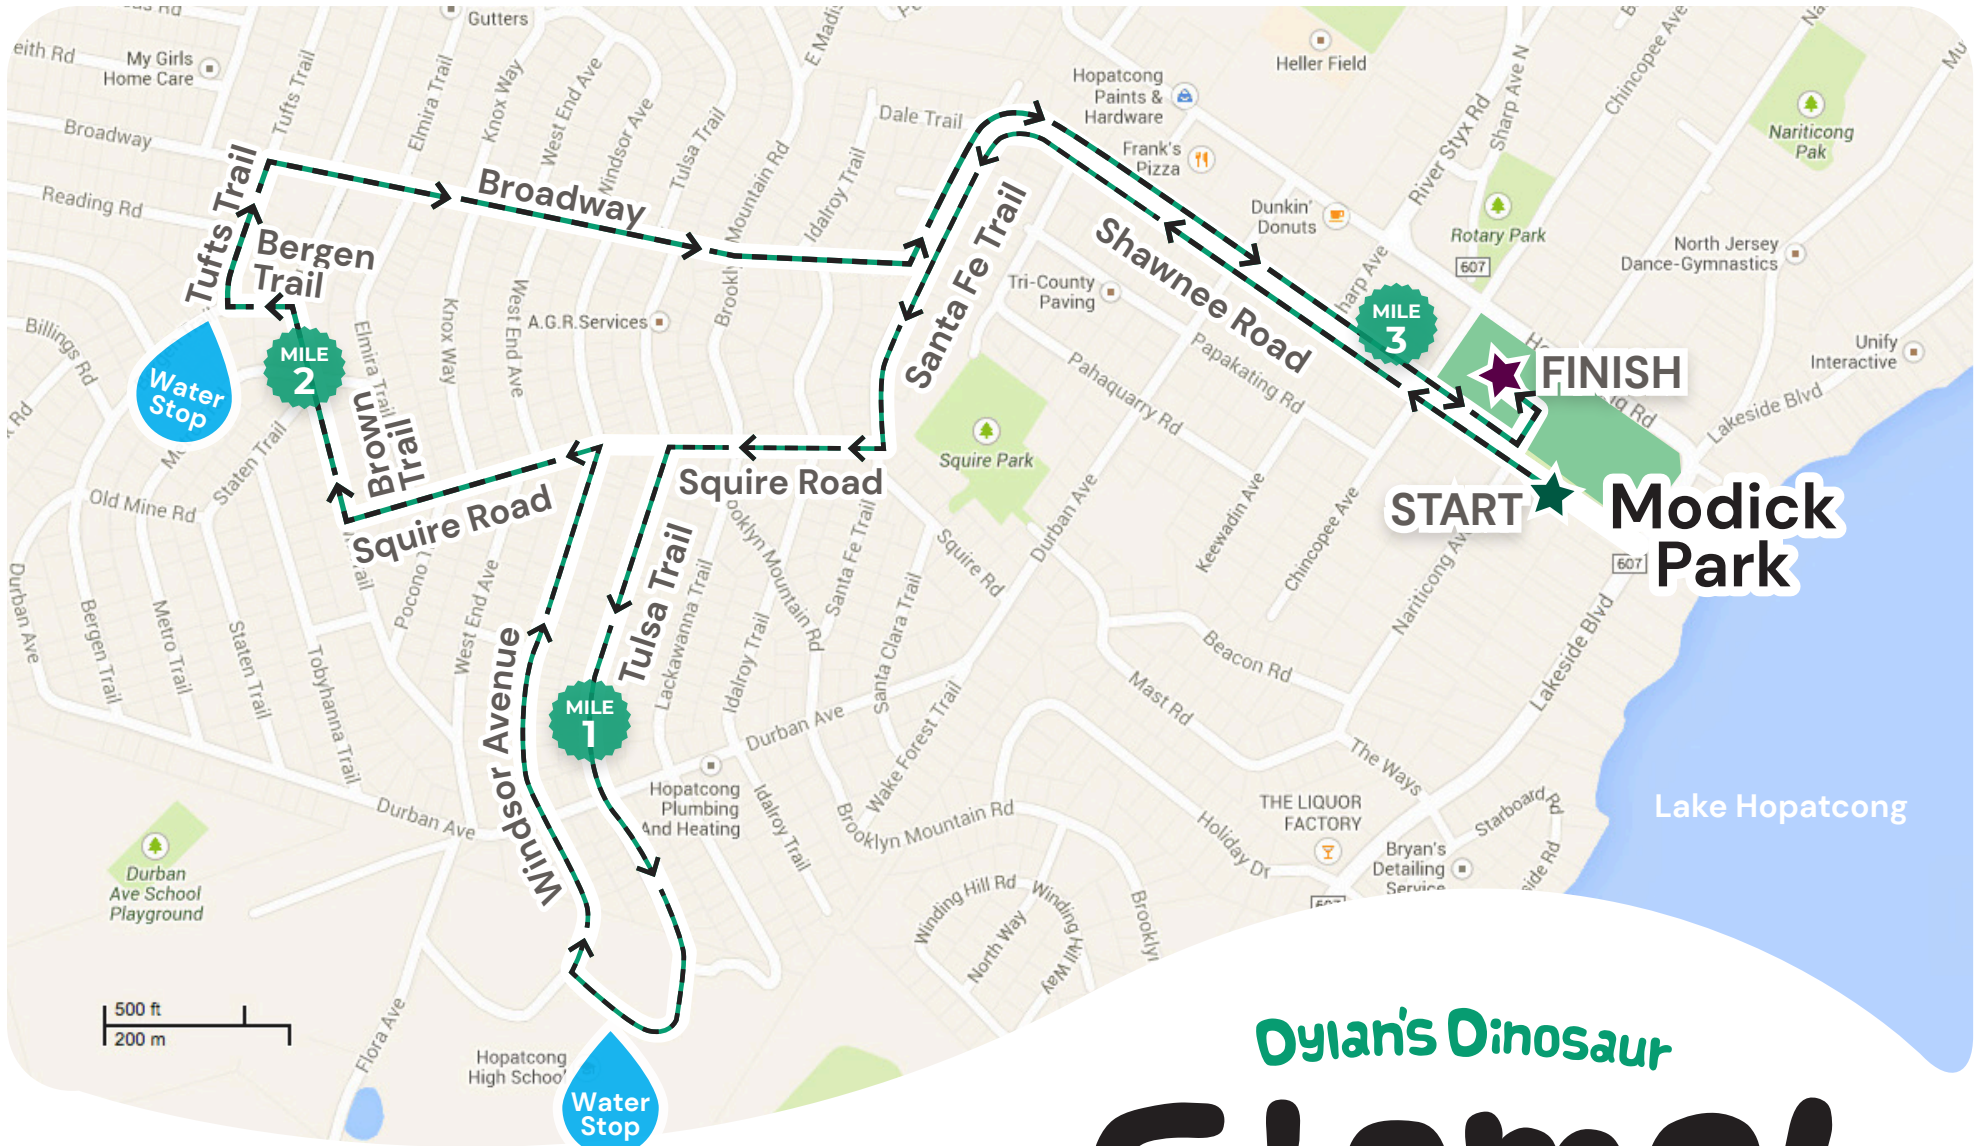 Gutters
My Girls
Home Care
eith Rd
Tufts Trail
Elmira Trail
Knox Way
West End Ave
Windsor Ave
Tulsa Trail
E Madis
Dale Trail
Hopatcong
Paints &
Hardware
Heller Field
Sharp Ave N
River Styx Rd
Chincopee Ave
Nariticong
Pak
Broadway
Reading Rd
Tufts Trail
Bergen
Trail
Broadway
Mountain Rd
Idalroy Trail
Frank's
Pizza
Dunkin'
Donuts
Rotary Park
607
North Jersey
Dance-Gymnastics
Santa Fe Trail
Shawnee Road
Tri-County
Paving
Billings Rd
Elmira Trail
Knox Way
West End Ave
A.G.R.Services
Papakating Rd
Pahaquarry Rd
MILE
3
FINISH
Unify
Interactive
Lakeside Blvd
MILE
2
Water
Stop
Brown
Trail
Staten Trail
Old Mine Rd
Squire Road
Squire Road
Squire Park
START
Modick
Park
607
Durban Ave
Keewadin Ave
Chincopee Ave
Nariticong Ave
Squire Rd
Durban Ave
Bergen Trail
Metro Trail
Staten Trail
Tobyhanna Trail
West End Ave
Windsor Avenue
Tulsa Trail
Lackawanna Trail
Idalroy Trail
Santa Fe Trail
Santa Clara Trail
Beacon Rd
Mast Rd
Lakeside Blvd
MILE
1
Durban Ave
Wake Forest Trail
The Ways
Hopatcong
Plumbing
And Heating
Idalroy Trail
Brooklyn Mountain Rd
Holiday Dr
THE LIQUOR
FACTORY
Starboard Rd
Lake Hopatcong
Durban Ave
Durban
Ave School
Playground
Bryan's
Detailing
Service
Winding Hill Rd
Winding Hill Way
North Way
Brooklyn
500 ft
200 m
Flora Ave
Hopatcong
High School
Water
Stop
Dylan's Dinosaur